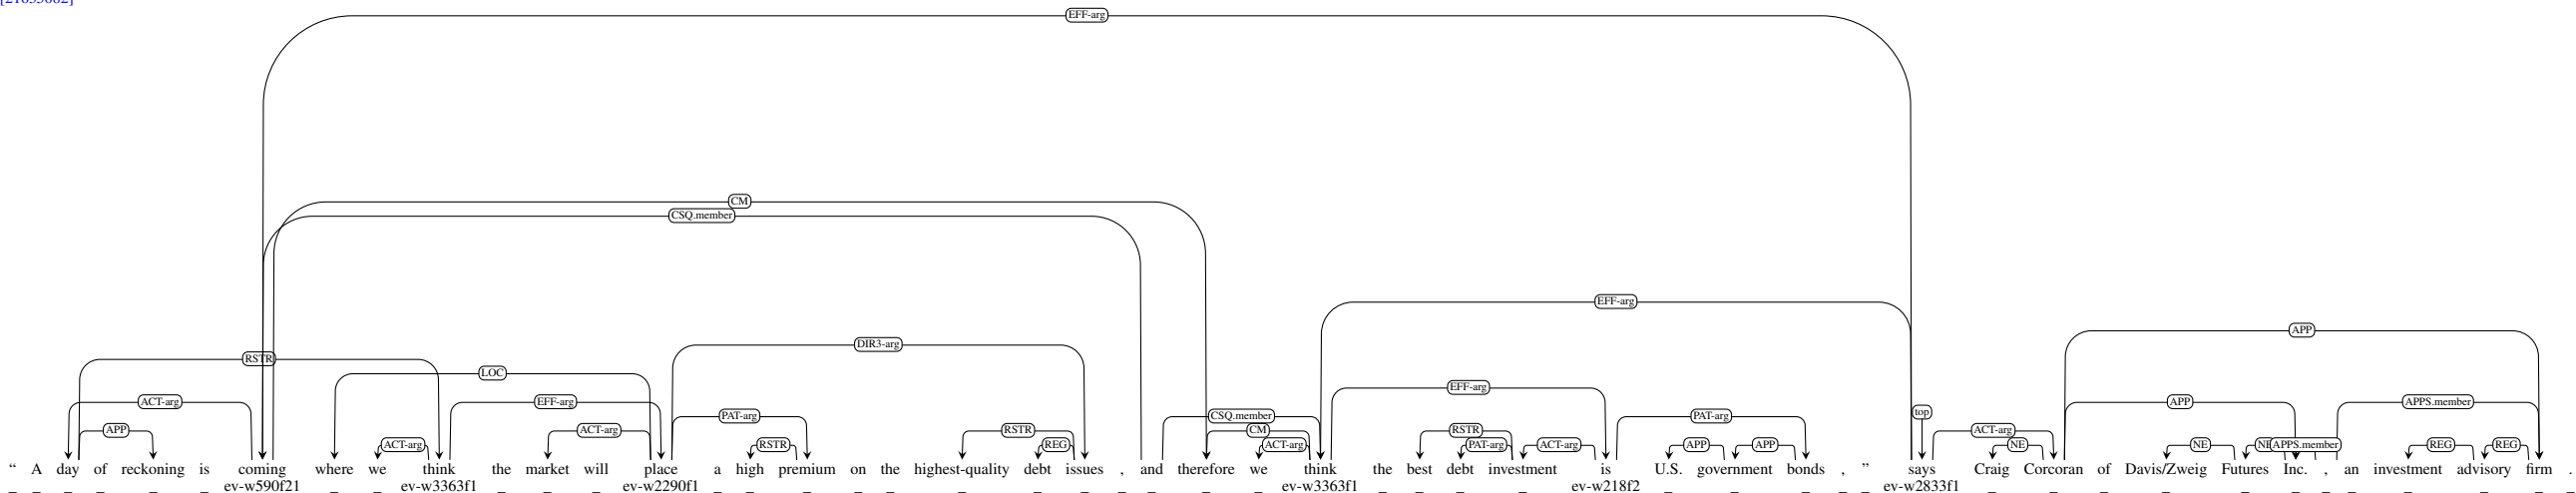 [21633082]
EFF-arg
CM
CSQ.member
EFF-arg
APP
DIR3-arg
RSTR
LOC
EFF-arg
ACT-arg EFF-arg APP APPS.member
top
PAT-arg CSQ.member PAT-arg
APP ACT-arg RSTR CM RSTR ACT-arg
ACT-arg RSTR REG ACT-arg PAT-arg ACT-arg APP APP NE NE NE APPS.member REG REG
“ A day of reckoning is coming where we think the market will place a high premium on the highest-quality debt issues , and therefore we think the best debt investment is U.S. government bonds , ” says Craig Corcoran of Davis/Zweig Futures Inc. , an investment advisory firm .
ev-w590f21 ev-w3363f1 ev-w2290f1 ev-w3363f1 ev-w218f2 ev-w2833f1